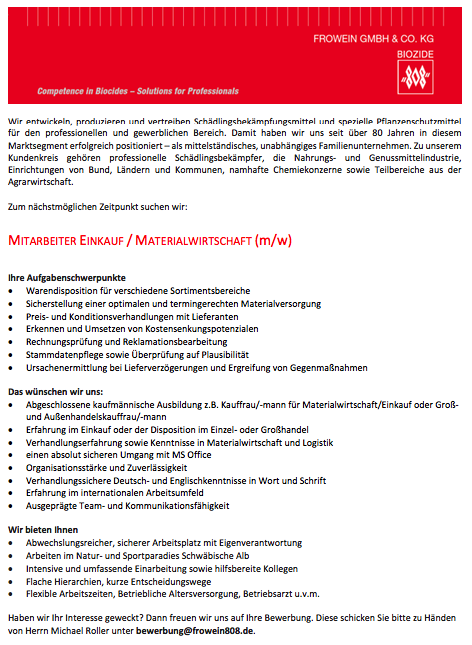 FROWEIN GMBH & CO. KG
BIOZIDE
"808"
Competence in Biocides – Solutions for Professionals
Wir entwickeln, produzieren und vertreiben Schädlingsbekämpfungsmittel und spezielle Pflanzenschutzmittel
für den professionellen und gewerblichen Bereich. Damit haben wir uns seit über 80 Jahren in diesem
Marktsegment erfolgreich positioniert – als mittelständisches, unabhängiges Familienunternehmen. Zu unserem
Kundenkreis gehören professionelle Schädlingsbekämpfer, die Nahrungs- und Genussmittelindustrie,
Einrichtungen von Bund, Ländern und Kommunen, namhafte Chemiekonzerne sowie Teilbereiche aus der
Agrarwirtschaft.
Zum nächstmöglichen Zeitpunkt suchen wir:
MITARBEITER EINKAUF / MATERIALWIRTSCHAFT (m/w)
Ihre Aufgabenschwerpunkte
• Warendisposition für verschiedene Sortimentsbereiche
• Sicherstellung einer optimalen und termingerechten Materialversorgung
• Preis- und Konditionsverhandlungen mit Lieferanten
• Erkennen und Umsetzen von Kostensenkungspotenzialen
• Rechnungsprüfung und Reklamationsbearbeitung
• Stammdatenpflege sowie Überprüfung auf Plausibilität
• Ursachenermittlung bei Lieferverzögerungen und Ergreifung von Gegenmaßnahmen
Das wünschen wir uns:
• Abgeschlossene kaufmännische Ausbildung z.B. Kauffrau/-mann für Materialwirtschaft/Einkauf oder Groß-
und Außenhandelskauffrau/-mann
• Erfahrung im Einkauf oder der Disposition im Einzel- oder Großhandel
• Verhandlungserfahrung sowie Kenntnisse in Materialwirtschaft und Logistik
• einen absolut sicheren Umgang mit MS Office
• Organisationsstärke und Zuverlässigkeit
• Verhandlungssichere Deutsch- und Englischkenntnisse in Wort und Schrift
• Erfahrung im internationalen Arbeitsumfeld
• Ausgeprägte Team- und Kommunikationsfähigkeit
Wir bieten Ihnen
• Abwechslungsreicher, sicherer Arbeitsplatz mit Eigenverantwortung
• Arbeiten im Natur- und Sportparadies Schwäbische Alb
• Intensive und umfassende Einarbeitung sowie hilfsbereite Kollegen
• Flache Hierarchien, kurze Entscheidungswege
• Flexible Arbeitszeiten, Betriebliche Altersversorgung, Betriebsarzt u.v.m.
Haben wir Ihr Interesse geweckt? Dann freuen wir uns auf Ihre Bewerbung. Diese schicken Sie bitte zu Händen
von Herrn Michael Roller unter bewerbung@frowein808.de.